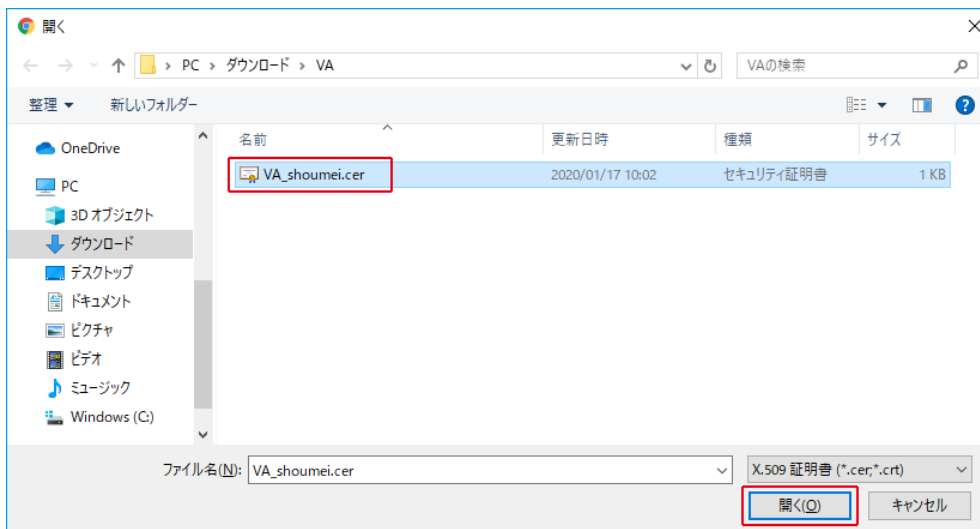 開く
PC › ダウンロード › VA
VAの検索
整理
新しいフォルダー
名前
更新日時
種類
サイズ
VA_shoumei.cer
2020/01/17 10:02
セキュリティ証明書
1 KB
OneDrive
PC
3D オブジェクト
ダウンロード
デスクトップ
ドキュメント
ピクチャ
ビデオ
ミュージック
Windows (C:)
ファイル名(N):
VA_shoumei.cer
X.509 証明書 (*.cer;*.crt)
開く(O)
キャンセル